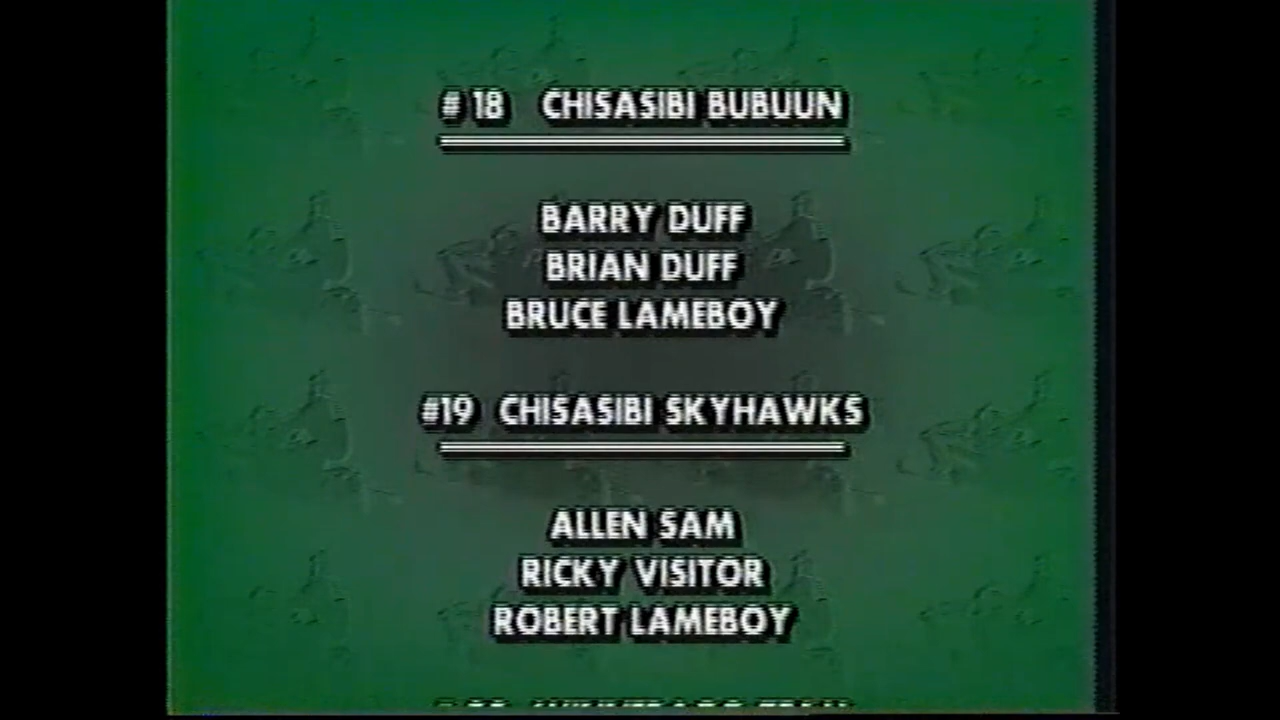 # 18 CHISASIBI BUBUUN
BARRY DUFF
BRIAN DUFF
BRUCE LAMEBOY
#19 CHISASIBI SKYHAWKS
ALLEN SAM
RICKY VISITOR
ROBERT LAMEBOY